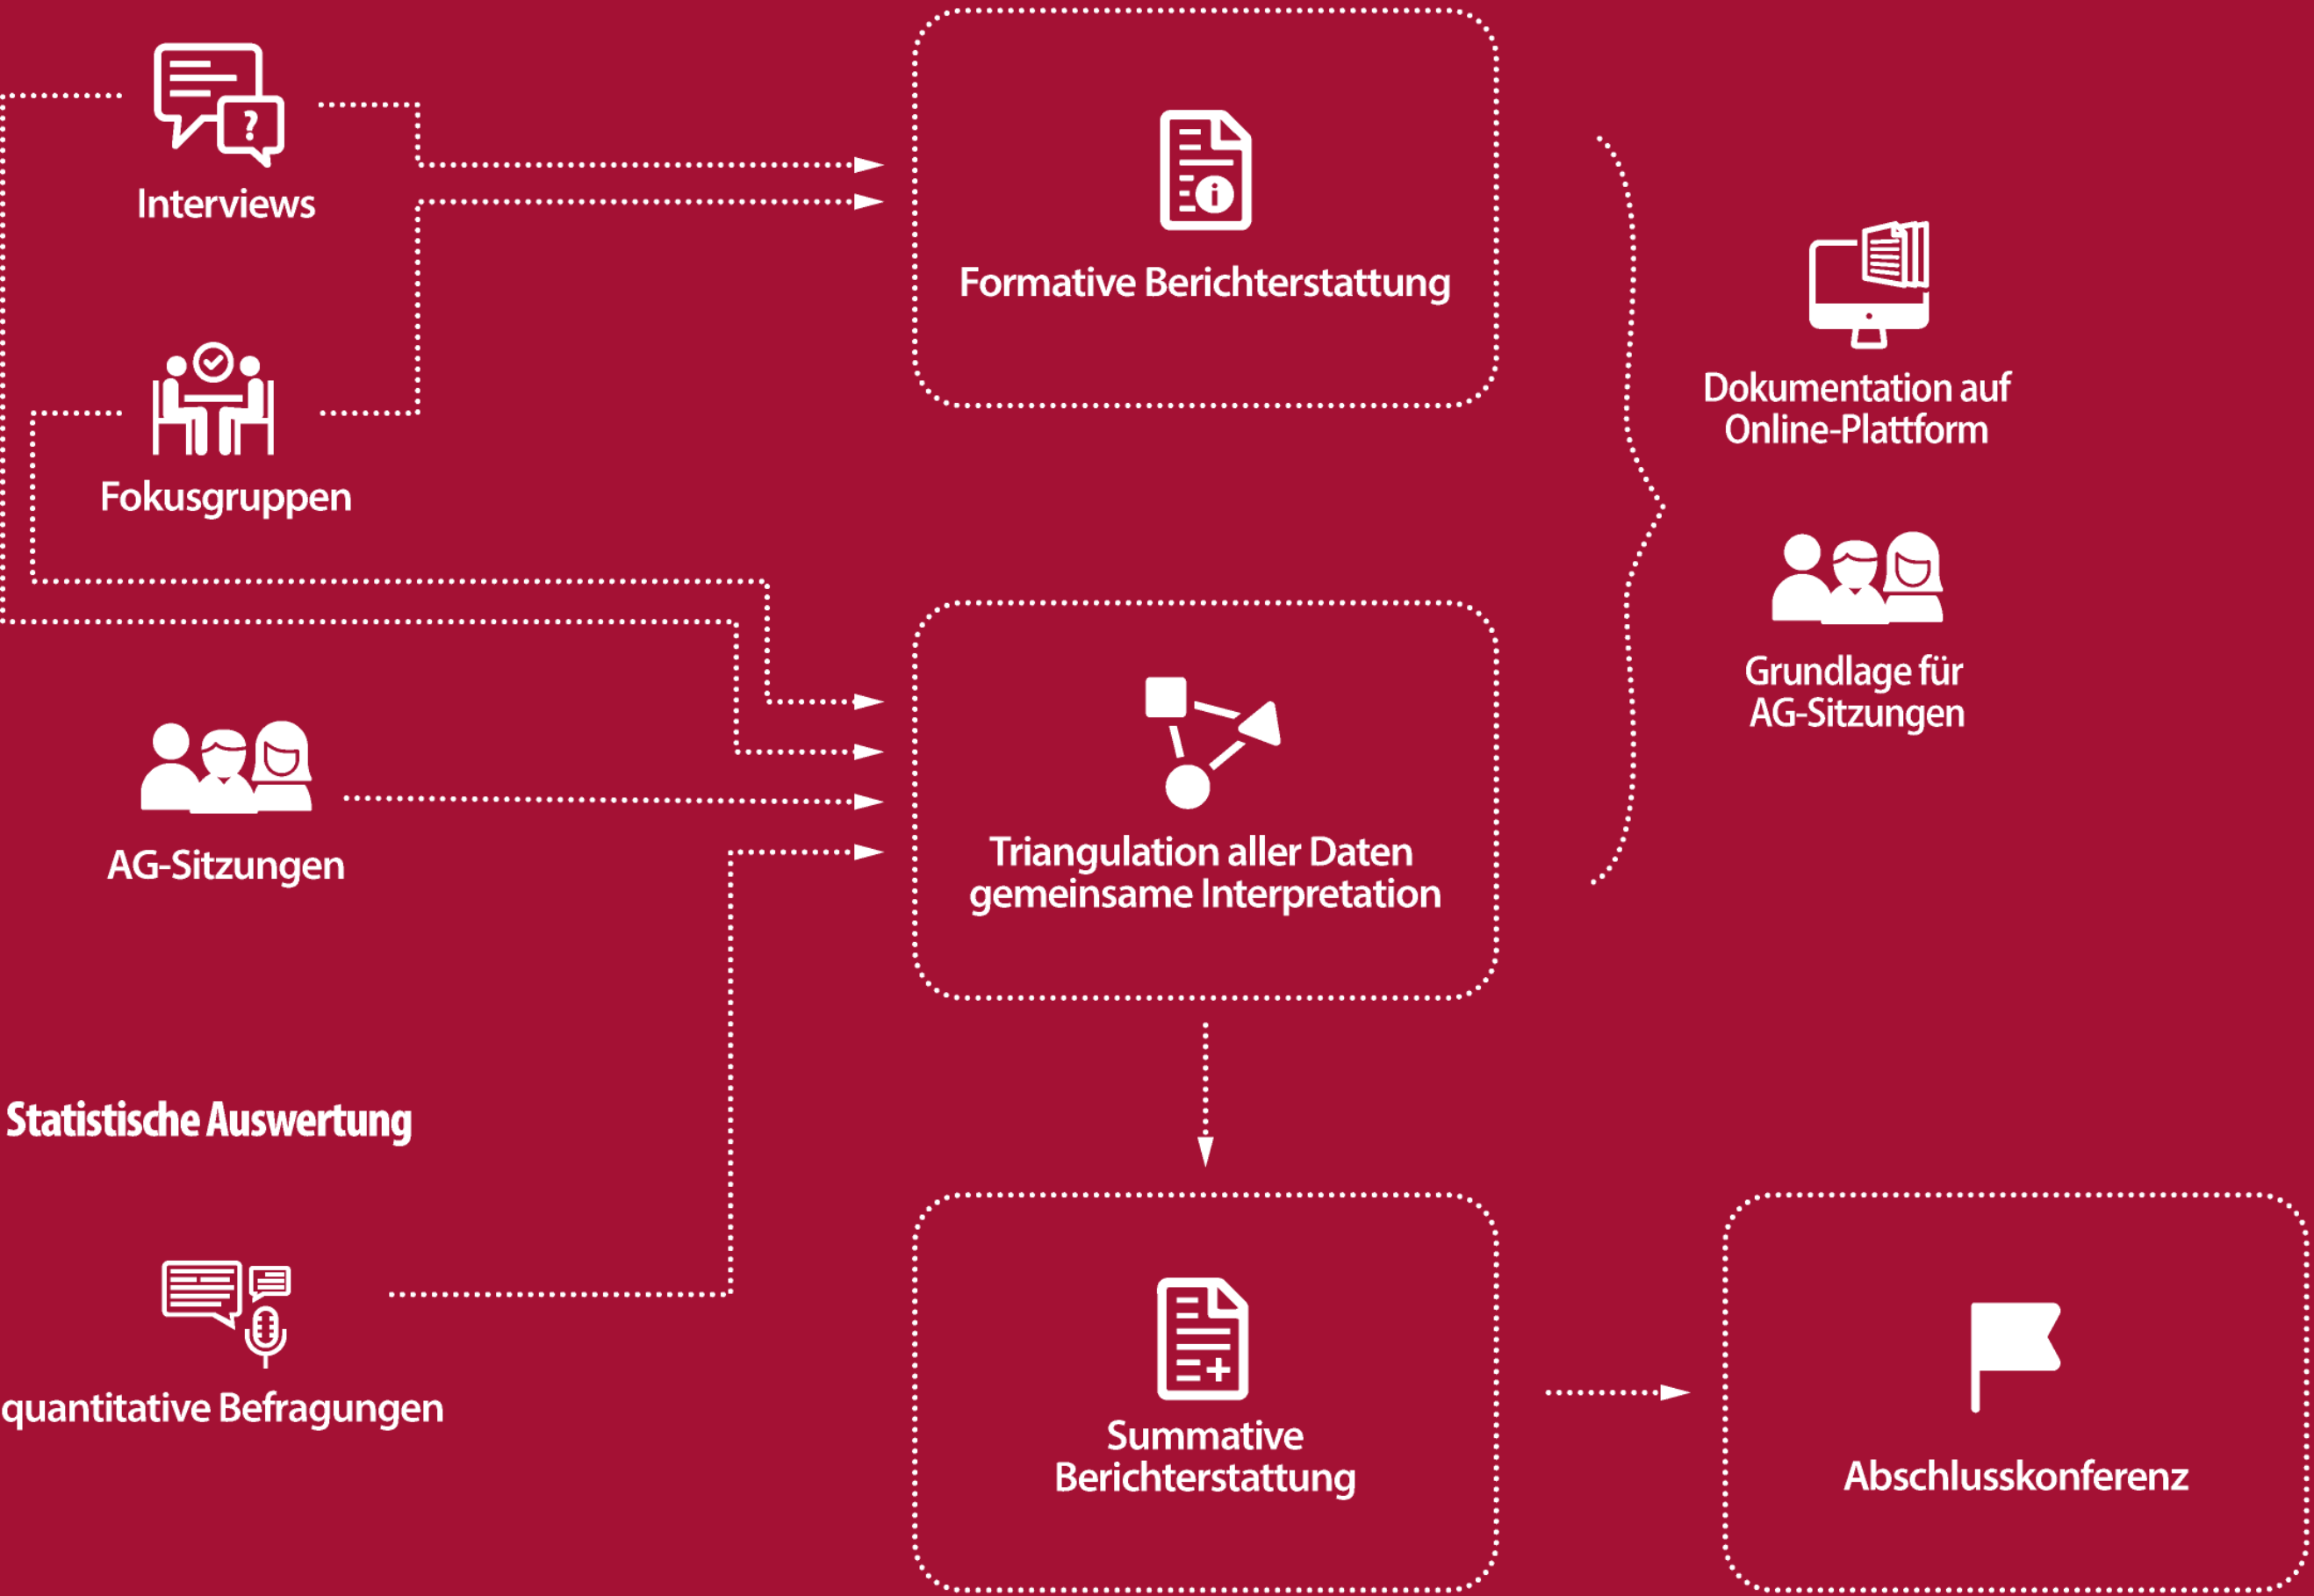 Interviews
Fokusgruppen
AG-Sitzungen
Statistische Auswertung
quantitative Befragungen
?
i
Formative Berichterstattung
Triangulation aller Daten
gemeinsame Interpretation
Summative
Berichterstattung
Dokumentation auf
Online-Plattform
Grundlage für
AG-Sitzungen
Abschlusskonferenz